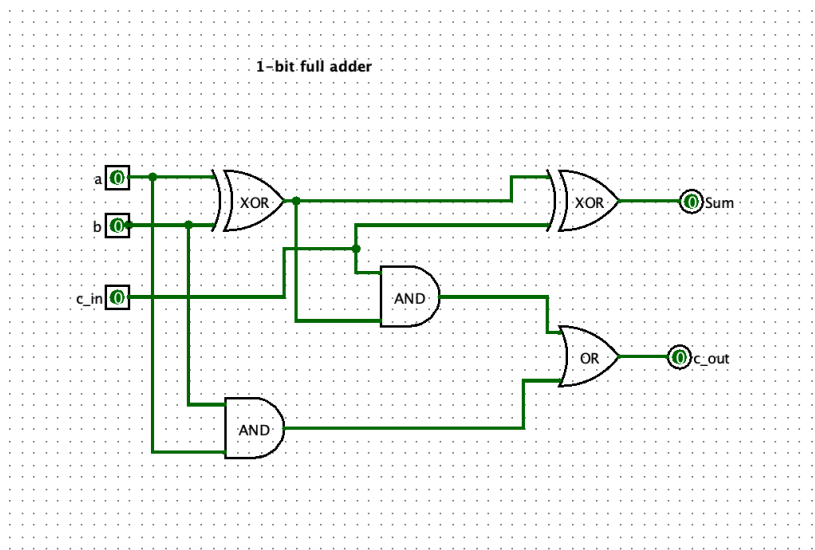 1-bit full adder
a 0
XOR
XOR
0 Sum
b 0
c_in 0
AND
OR
0 c_out
AND